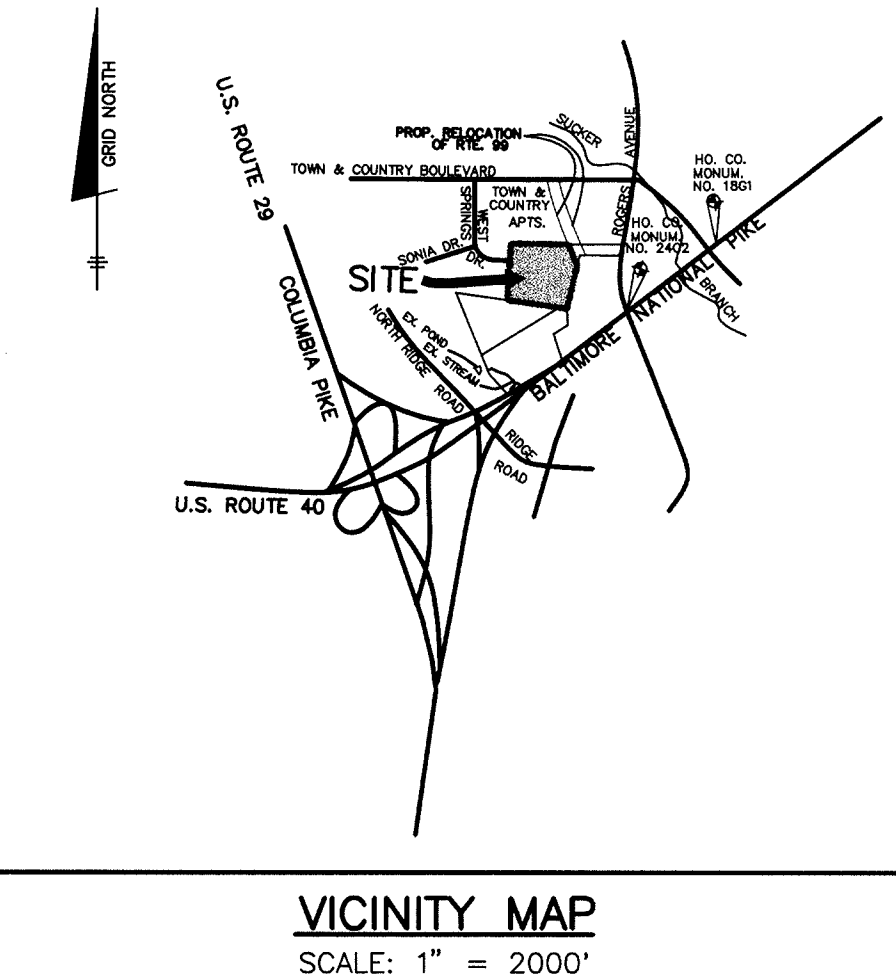 GRID NORTH
U.S. ROUTE 29
COLUMBIA PIKE
PROP. RELOCATION
OF RTE. 99
SUCKER
BRANCH
TOWN & COUNTRY BOULEVARD
ROGERS AVENUE
HO. CO.
MONUM.
NO. 18G1
WEST
SPRINGS
DR.
TOWN &
COUNTRY
APTS.
HO. CO.
MONUM.
NO. 2402
SONIA DR.
SITE
BALTIMORE NATIONAL PIKE
EX. POND
EX. STREAM
NORTH RIDGE
ROAD
RIDGE
ROAD
U.S. ROUTE 40
VICINITY MAP
SCALE: 1" = 2000'